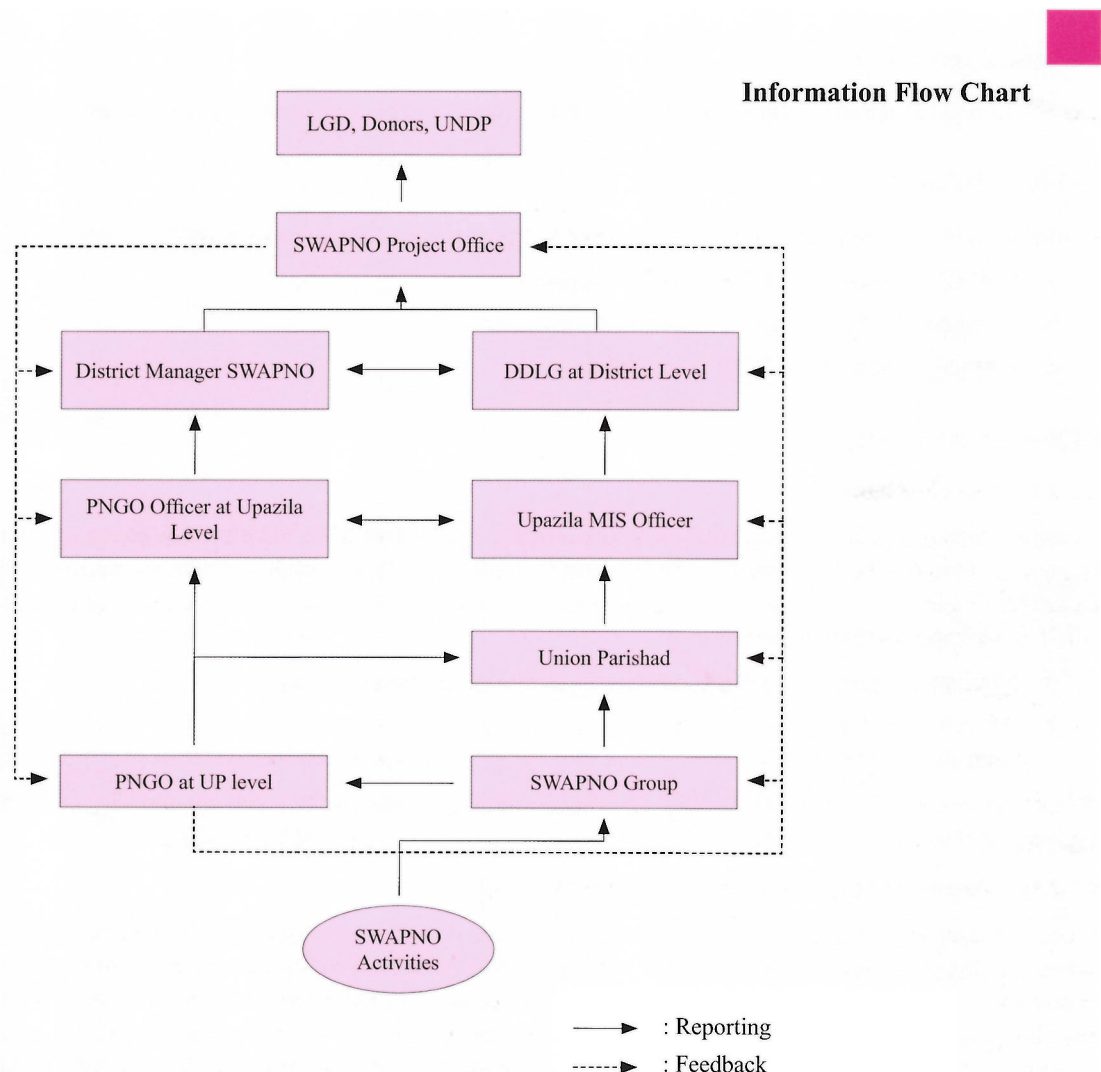 Information Flow Chart
LGD, Donors, UNDP
SWAPNO Project Office
District Manager SWAPNO
DDLG at District Level
PNGO Officer at Upazila
Level
Upazila MIS Officer
Union Parishad
PNGO at UP level
SWAPNO Group
SWAPNO
Activities
: Reporting
: Feedback